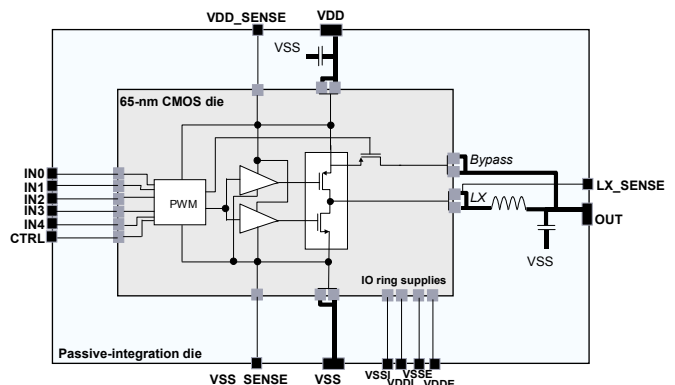 VDD_SENSE
VDD
VSS
65-nm CMOS die
IN0
IN1
IN2
IN3
IN4
CTRL
PWM
Bypass
LX
LX_SENSE
OUT
VSS
IO ring supplies
Passive-integration die
VSS_SENSE
VSS
VSSI
VDDI
VSSE
VDDE